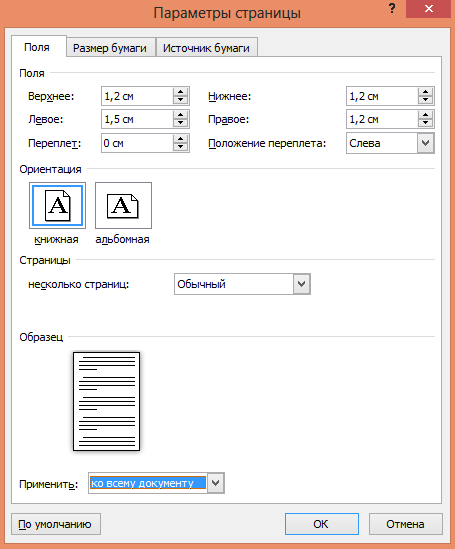 Параметры страницы
?
Поля Размер бумаги Источник бумаги
Поля
Верхнее: 1,2 см Нижнее: 1,2 см
Левое: 1,5 см Правое: 1,2 см
Переплет: 0 см Положение переплета: Слева
Ориентация
A A
книжная альбомная
Страницы
несколько страниц: Обычный
Образец
Применить: ко всему документу
По умолчанию ОК Отмена